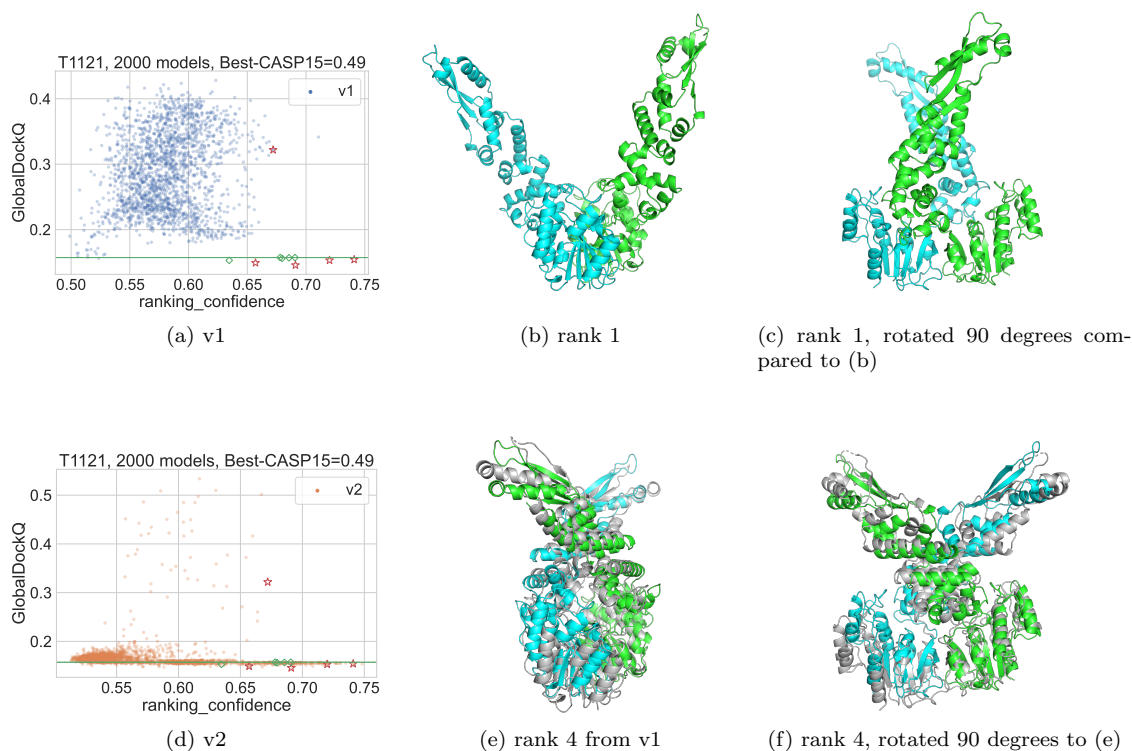 T1121, 2000 models, Best-CASP15=0.49
v1
GlobalDockQ
0.4
0.3
0.2
0.50 0.55 0.60 0.65 0.70 0.75
ranking_confidence
(a) v1
(b) rank 1
(c) rank 1, rotated 90 degrees com-
pared to (b)
T1121, 2000 models, Best-CASP15=0.49
v2
GlobalDockQ
0.5
0.4
0.3
0.2
0.55 0.60 0.65 0.70 0.75
ranking_confidence
(d) v2
(e) rank 4 from v1
(f) rank 4, rotated 90 degrees to (e)